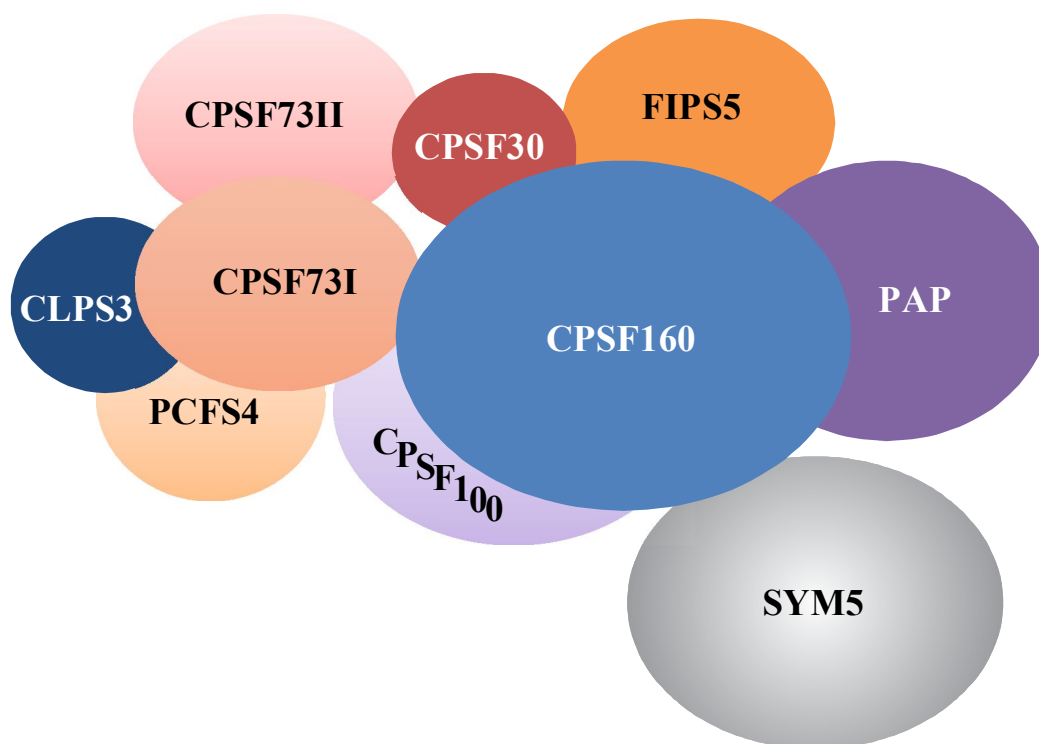 CPSF73II
FIPS5
CPSF30
CPSF73I
PAP
CLPS3
CPSF160
PCFS4
CPSF100
SYM5